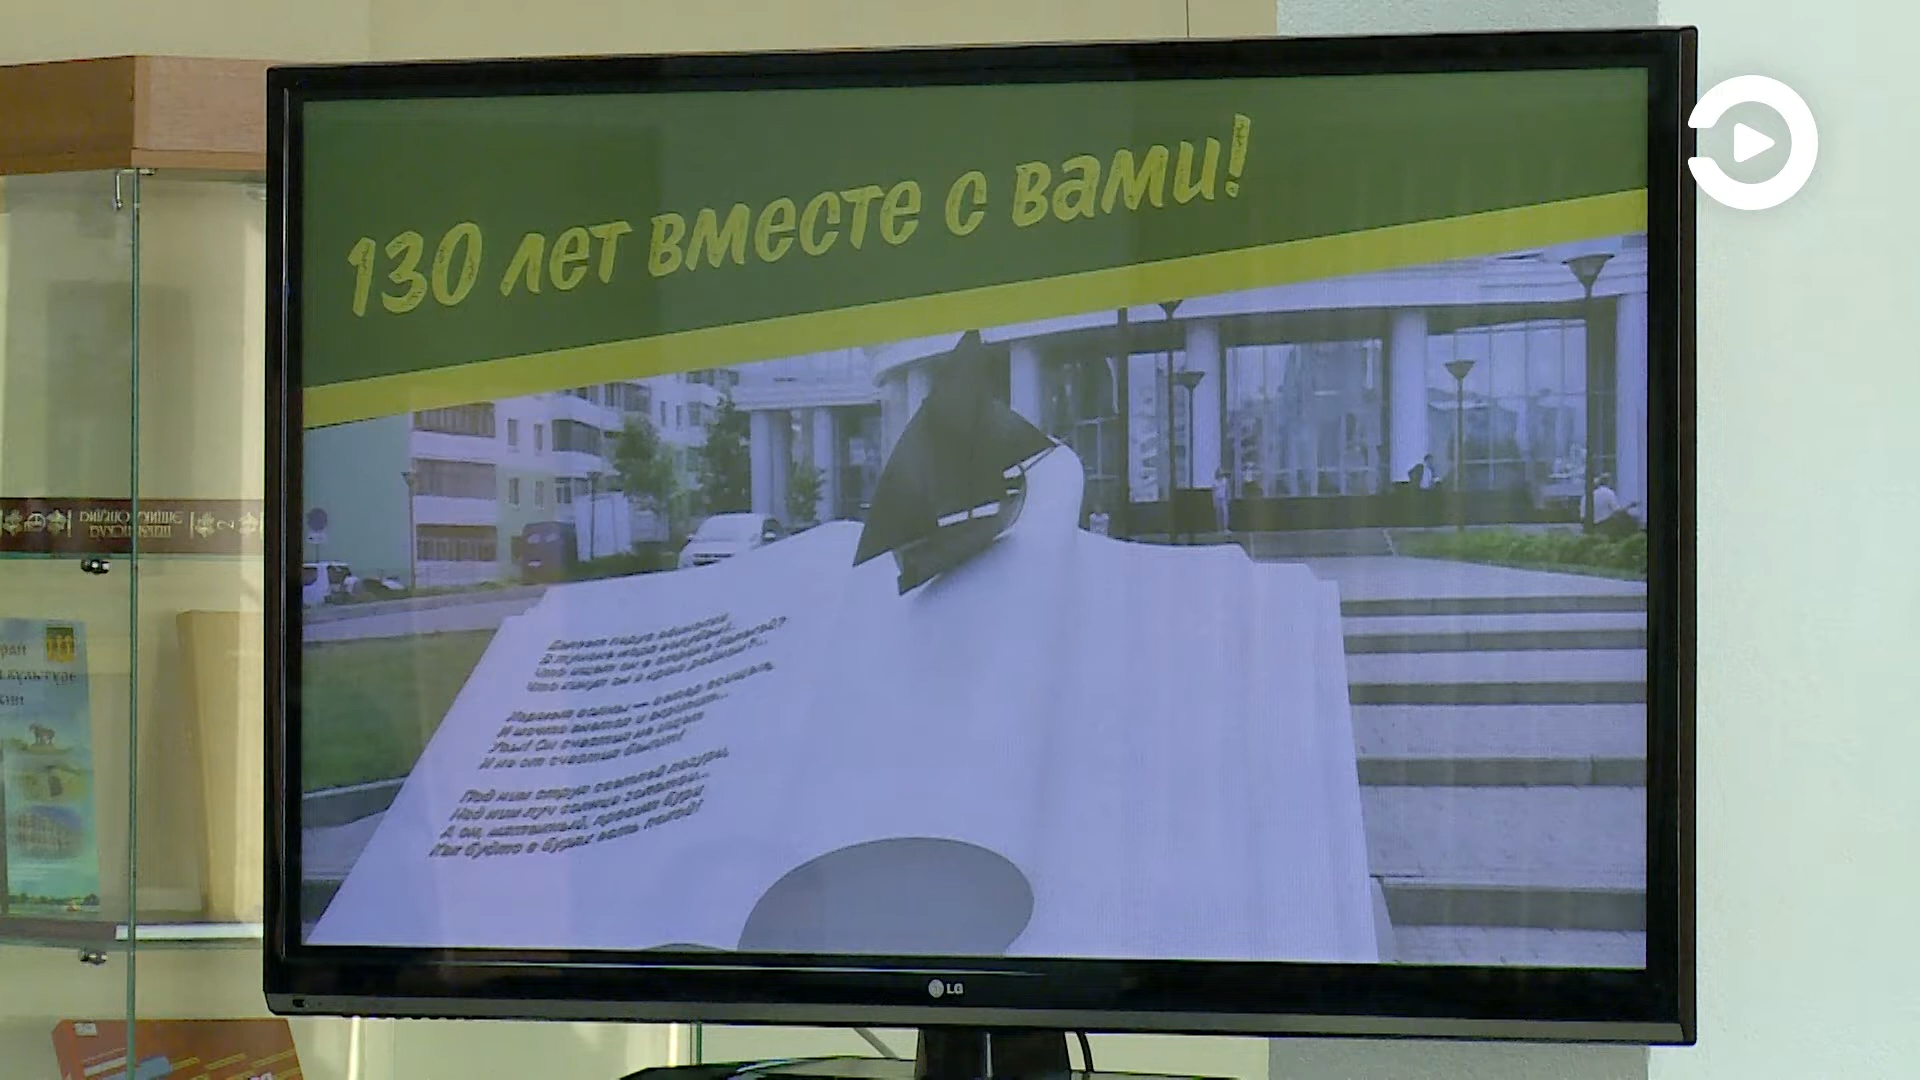 130 лет вместе с вами!
Белеет парус одинокой
В тумане моря голубом!..
Что ищет он в стране далекой?
Что кинул он в краю родном?...
Играют волны — ветер свищет,
И мачта гнется и скрыпит...
Увы! Он счастия не ищет
И не от счастия бежит!
Под ним струя светлей лазури,
Над ним луч солнца золотой...
А он, мятежный, просит бури
Как будто в бурях есть покой!
LG